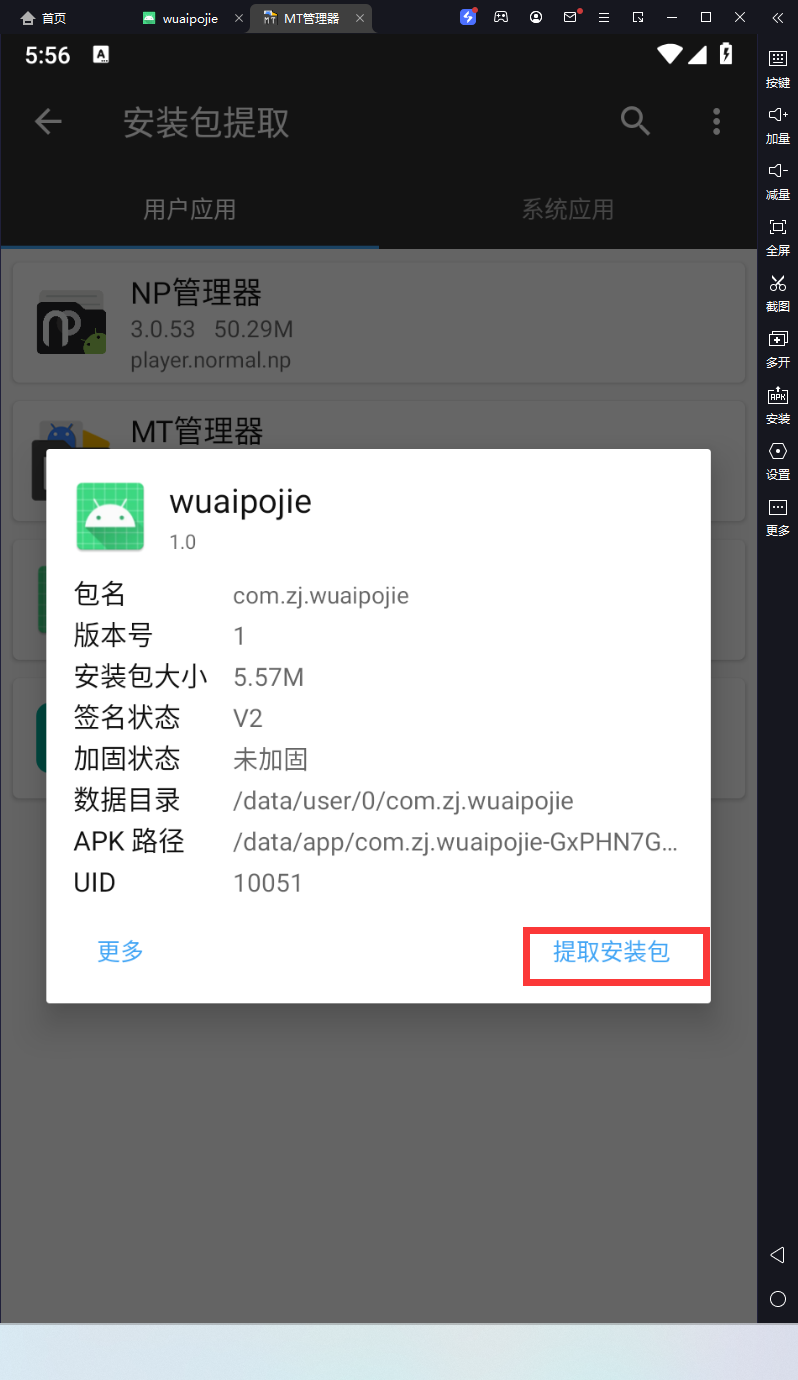 首页 wuaipojie MT管理器
5:56
安装包提取
用户应用 系统应用
NP管理器
3.0.53 50.29M
player.normal.np
MT管理器
wuaipojie
1.0
包名 com.zj.wuaipojie
版本号 1
安装包大小 5.57M
签名状态 V2
加固状态 未加固
数据目录 /data/user/0/com.zj.wuaipojie
APK 路径 /data/app/com.zj.wuaipojie-GxPHN7G...
UID 10051
更多 提取安装包
按键
加量
减量
全屏
截图
多开
APK
安装
设置
更多